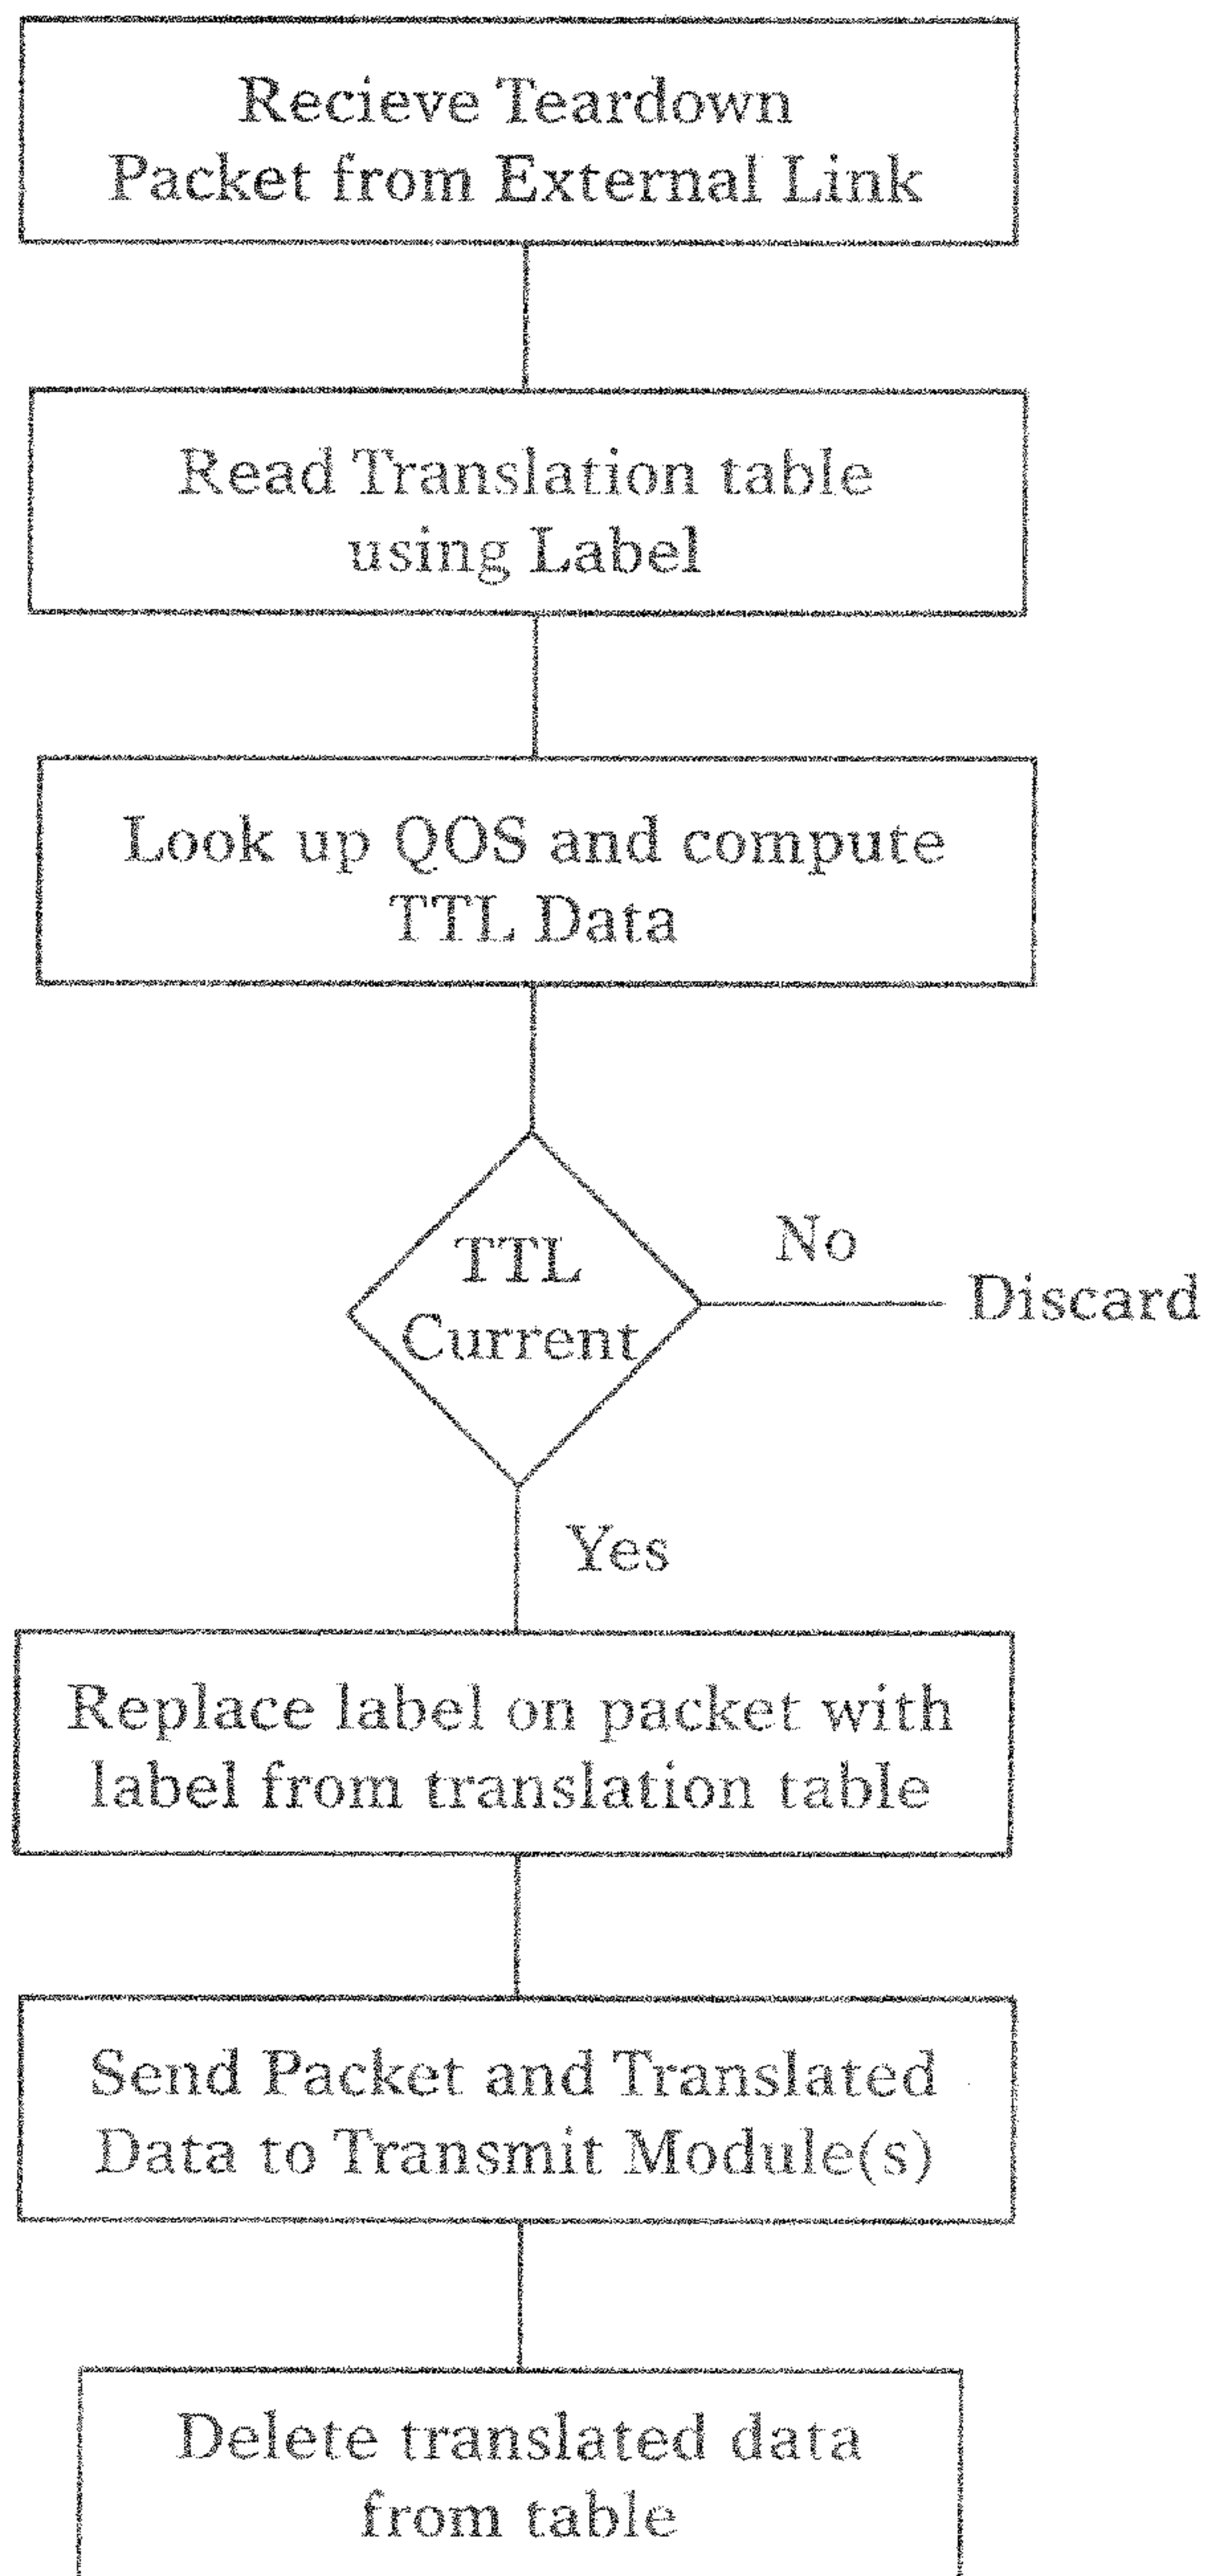 Recieve Teardown
Packet from External Link
Read Translation table
using Label
Look up QOS and compute
TTL Data
TTL
Current
No
Discard
Yes
Replace label on packet with
label from translation table
Send Packet and Translated
Data to Transmit Module(s)
Delete translated data
from table